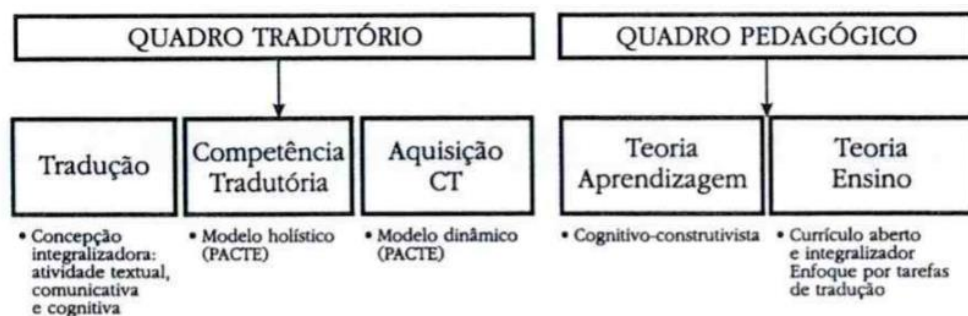 QUADRO TRADUTÓRIO
Tradução
• Concepção
integralizadora:
atividade textual,
comunicativa
e cognitiva
Competência
Tradutória
• Modelo holístico
(PACTE)
Aquisição
CT
• Modelo dinâmico
(PACTE)
QUADRO PEDAGÓGICO
Teoria
Aprendizagem
• Cognitivo-construtivista
Teoria
Ensino
• Currículo aberto
e integralizador
Enfoque por tarefas
de tradução